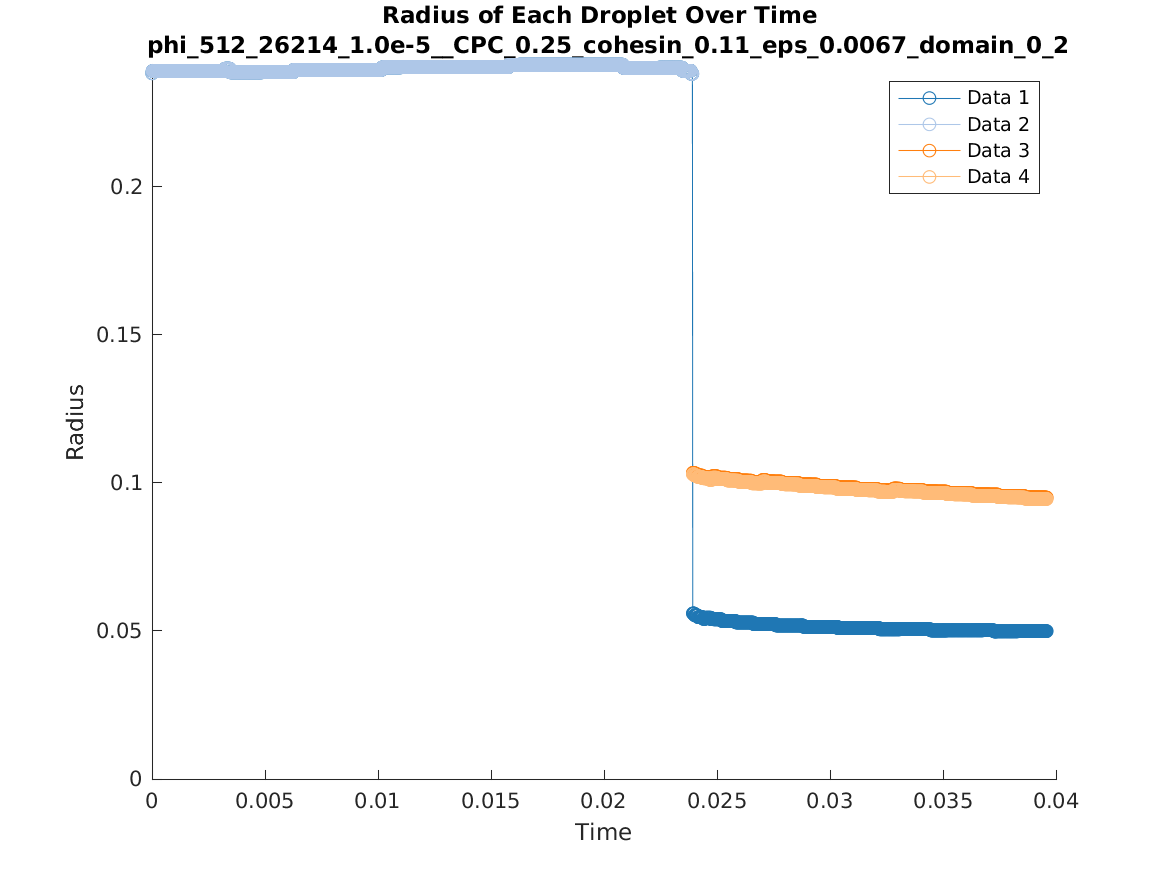 Radius of Each Droplet Over Time
phi_512_26214_1.0e-5__CPC_0.25_cohesin_0.11_eps_0.0067_domain_0_2
Data 1
Data 2
Data 3
Data 4
0.2
0.15
0.1
0.05
0
Radius
0
0.005
0.01
0.015
0.02
0.025
0.03
0.035
0.04
Time